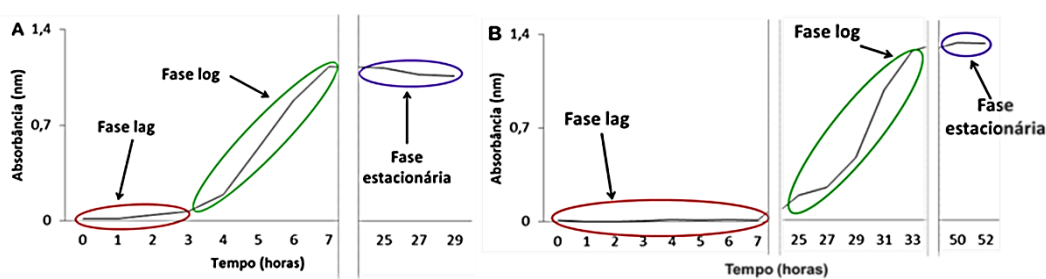 A
Absorbância (nm)
1,4
0,7
0
Fase lag
Fase log
Fase
estacionária
0 1 2 3 4 5 6 7 25 27 29
Tempo (horas)
B
Absorbância (nm)
1,4
0,7
0
Fase lag
Fase log
Fase
estacionária
0 1 2 3 4 5 6 7 25 27 29 31 33 50 52
Tempo (horas)